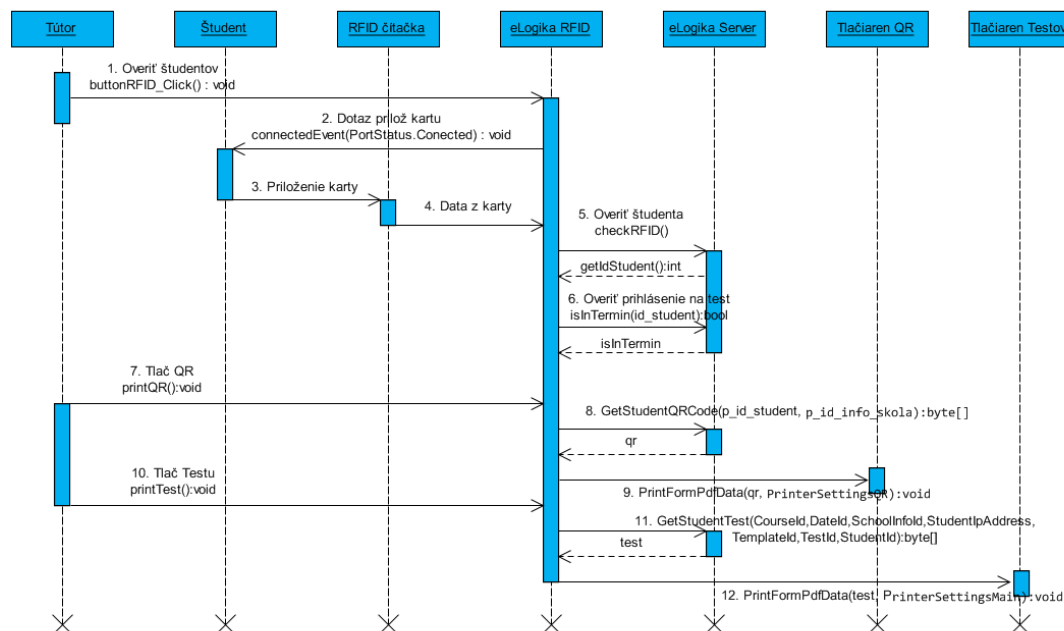 Tútor
Študent
RFID čítačka
eLogika RFID
eLogika Server
Tlačiaren QR
Tlačiaren Testov
1. Overiť študentov
buttonRFID_Click() : void
2. Dotaz prilož kartu
connectedEvent(PortStatus.Conected) : void
3. Priloženie karty
4. Data z karty
5. Overiť študenta
checkRFID()
getIdStudent():int
6. Overiť prihlásenie na test
isInTermin(id_student):bool
isInTermin
7. Tlač QR
printQR():void
8. GetStudentQRCode(p_id_student, p_id_info_skola):byte[]
qr
9. PrintFormPdfData(qr, PrinterSettingsQR):void
10. Tlač Testu
printTest():void
11. GetStudentTest(CourseId,DateId,SchoolInfoId,StudentIpAddress,
TemplateId,TestId,StudentId):byte[]
test
12. PrintFormPdfData(test, PrinterSettingsMain):void